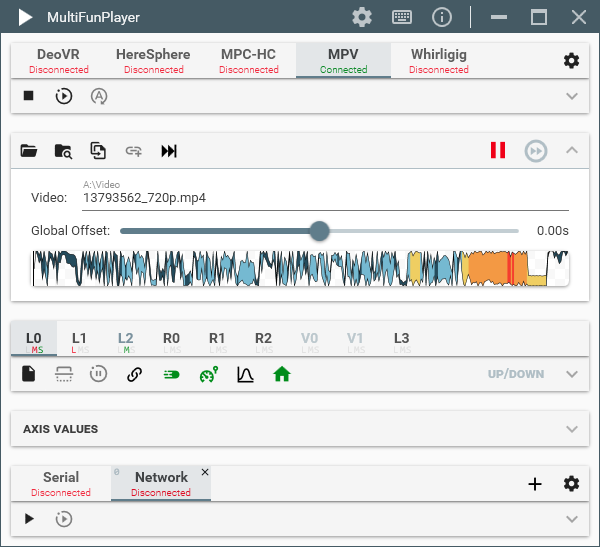 MultiFunPlayer
DeoVR HereSphere MPC-HC MPV Whirligig
Disconnected Disconnected Disconnected Connected Disconnected
A:\Video
Video: 13793562_720p.mp4
Global Offset: 0.00s
L0 L1 L2 R0 R1 R2 V0 V1 L3
LMS LMS LMS LMS LMS LMS LMS LMS LMS
UP/DOWN
AXIS VALUES
Serial 0 Network
Disconnected Disconnected